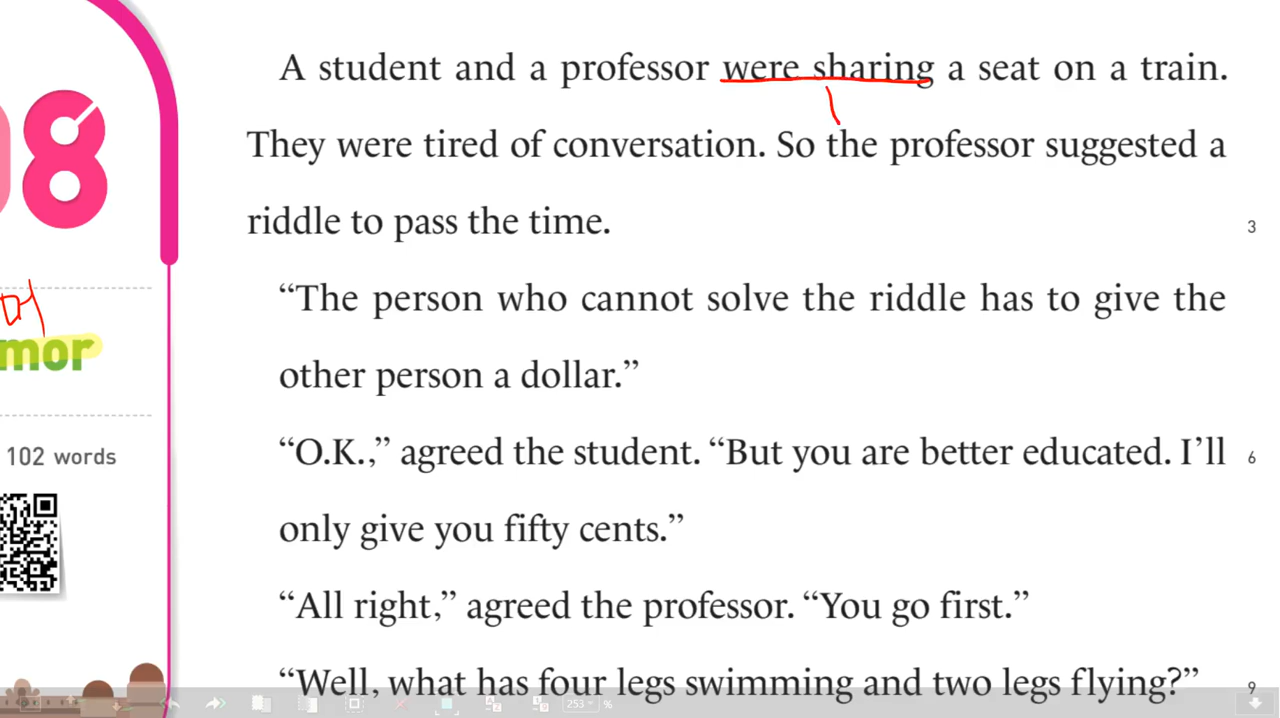 A student and a professor were sharing a seat on a train.
They were tired of conversation. So the professor suggested a
riddle to pass the time.
3
“The person who cannot solve the riddle has to give the
other person a dollar.”
“O.K.,” agreed the student. “But you are better educated. I’ll
6
only give you fifty cents.”
“All right,” agreed the professor. “You go first.”
“Well, what has four legs swimming and two legs flying?”
9
08
mor
102 words
253 %